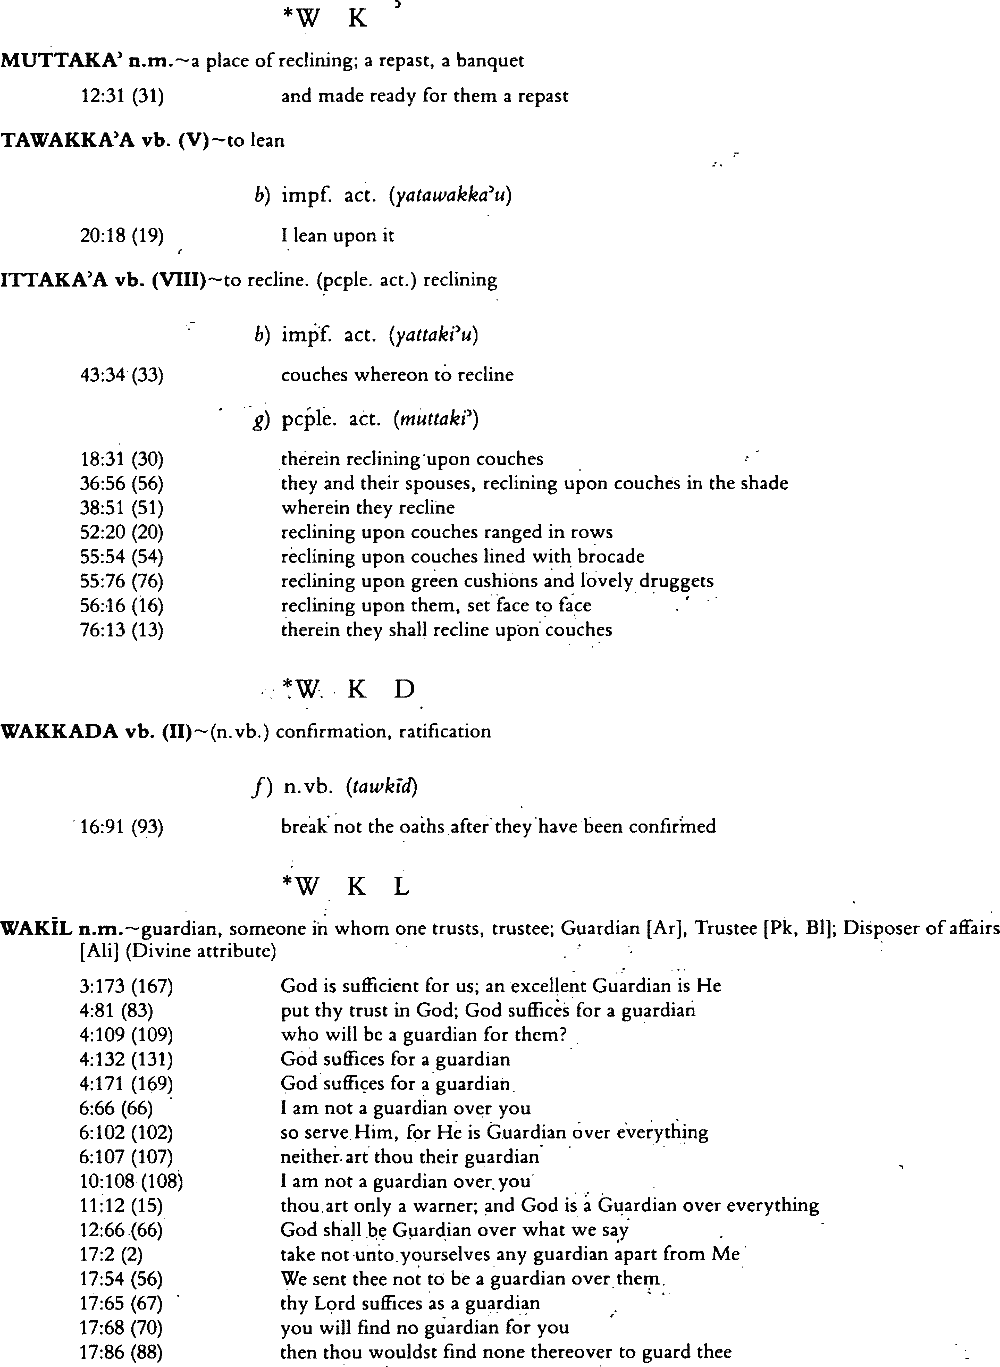 *W K ʾ
MUTTAKAʾ n.m.~a place of reclining; a repast, a banquet
12:31 (31) and made ready for them a repast
TAWAKKAʾA vb. (V)~to lean
b) impf. act. (yatawakkaʾu)
20:18 (19) I lean upon it
ITTAKAʾA vb. (VIII)~to recline. (pcple. act.) reclining
b) impf. act. (yattakiʾu)
43:34 (33) couches whereon to recline
g) pcple. act. (muttakiʾ)
18:31 (30) therein reclining upon couches
36:56 (56) they and their spouses, reclining upon couches in the shade
38:51 (51) wherein they recline
52:20 (20) reclining upon couches ranged in rows
55:54 (54) reclining upon couches lined with brocade
55:76 (76) reclining upon green cushions and lovely druggets
56:16 (16) reclining upon them, set face to face
76:13 (13) therein they shall recline upon couches
*W K D
WAKKADA vb. (II)~(n.vb.) confirmation, ratification
f) n.vb. (tawkīd)
16:91 (93) break not the oaths after they have been confirmed
*W K L
WAKĪL n.m.~guardian, someone in whom one trusts, trustee; Guardian [Ar], Trustee [Pk, Bl]; Disposer of affairs
[Ali] (Divine attribute)
3:173 (167) God is sufficient for us; an excellent Guardian is He
4:81 (83) put thy trust in God; God suffices for a guardian
4:109 (109) who will be a guardian for them?
4:132 (131) God suffices for a guardian
4:171 (169) God suffices for a guardian
6:66 (66) I am not a guardian over you
6:102 (102) so serve Him, for He is Guardian over everything
6:107 (107) neither art thou their guardian
10:108 (108) I am not a guardian over you
11:12 (15) thou art only a warner; and God is a Guardian over everything
12:66 (66) God shall be Guardian over what we say
17:2 (2) take not unto yourselves any guardian apart from Me
17:54 (56) We sent thee not to be a guardian over them
17:65 (67) thy Lord suffices as a guardian
17:68 (70) you will find no guardian for you
17:86 (88) then thou wouldst find none thereover to guard thee